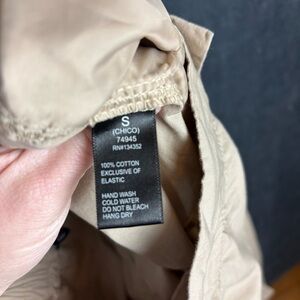 S
(CHICO)
74945
RN#134352
100% COTTON
EXCLUSIVE OF
ELASTIC
HAND WASH
COLD WATER
DO NOT BLEACH
HANG DRY